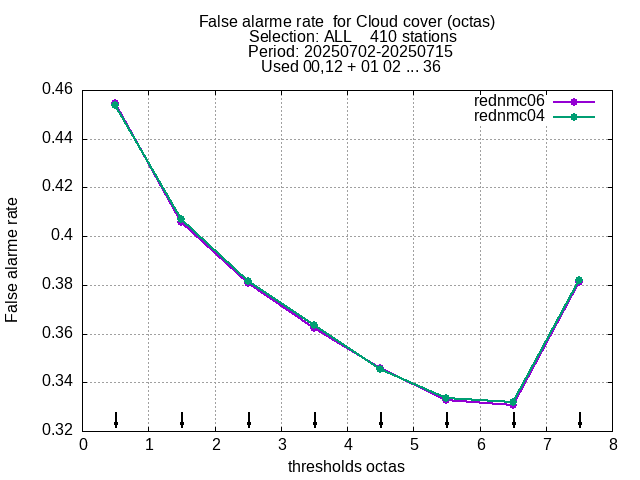 False alarme rate  for Cloud cover (octas)
Selection: ALL    410 stations
Period: 20250702-20250715
Used 00,12 + 01 02 ... 36
rednmc06
rednmc04
0.46
0.44
0.42
0.4
0.38
0.36
0.34
0.32
False alarme rate
0 1 2 3 4 5 6 7 8
thresholds octas